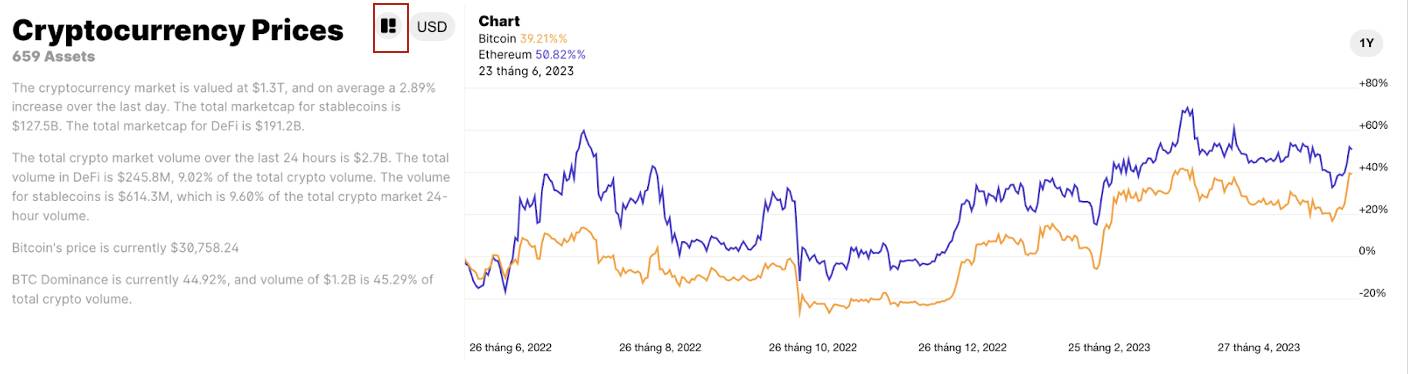 Cryptocurrency Prices
USD
659 Assets
The cryptocurrency market is valued at $1.3T, and on average a 2.89%
increase over the last day. The total marketcap for stablecoins is
$127.5B. The total marketcap for DeFi is $191.2B.
The total crypto market volume over the last 24 hours is $2.7B. The total
volume in DeFi is $245.8M, 9.02% of the total crypto volume. The volume
for stablecoins is $614.3M, which is 9.60% of the total crypto market 24-
hour volume.
Bitcoin's price is currently $30,758.24
BTC Dominance is currently 44.92%, and volume of $1.2B is 45.29% of
total crypto volume.
Chart
Bitcoin 39.21%%
Ethereum 50.82%%
23 tháng 6, 2023
1Y
+80%
+60%
+40%
+20%
0%
-20%
26 tháng 6, 2022
26 tháng 8, 2022
26 tháng 10, 2022
26 tháng 12, 2022
25 tháng 2, 2023
27 tháng 4, 2023